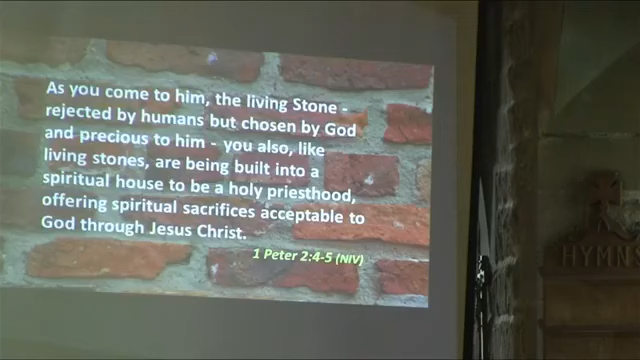 As you come to him, the living Stone -
rejected by humans but chosen by God
and precious to him - you also, like
living stones, are being built into a
spiritual house to be a holy priesthood,
offering spiritual sacrifices acceptable to
God through Jesus Christ.
1 Peter 2:4-5 (NIV)
HYMNS